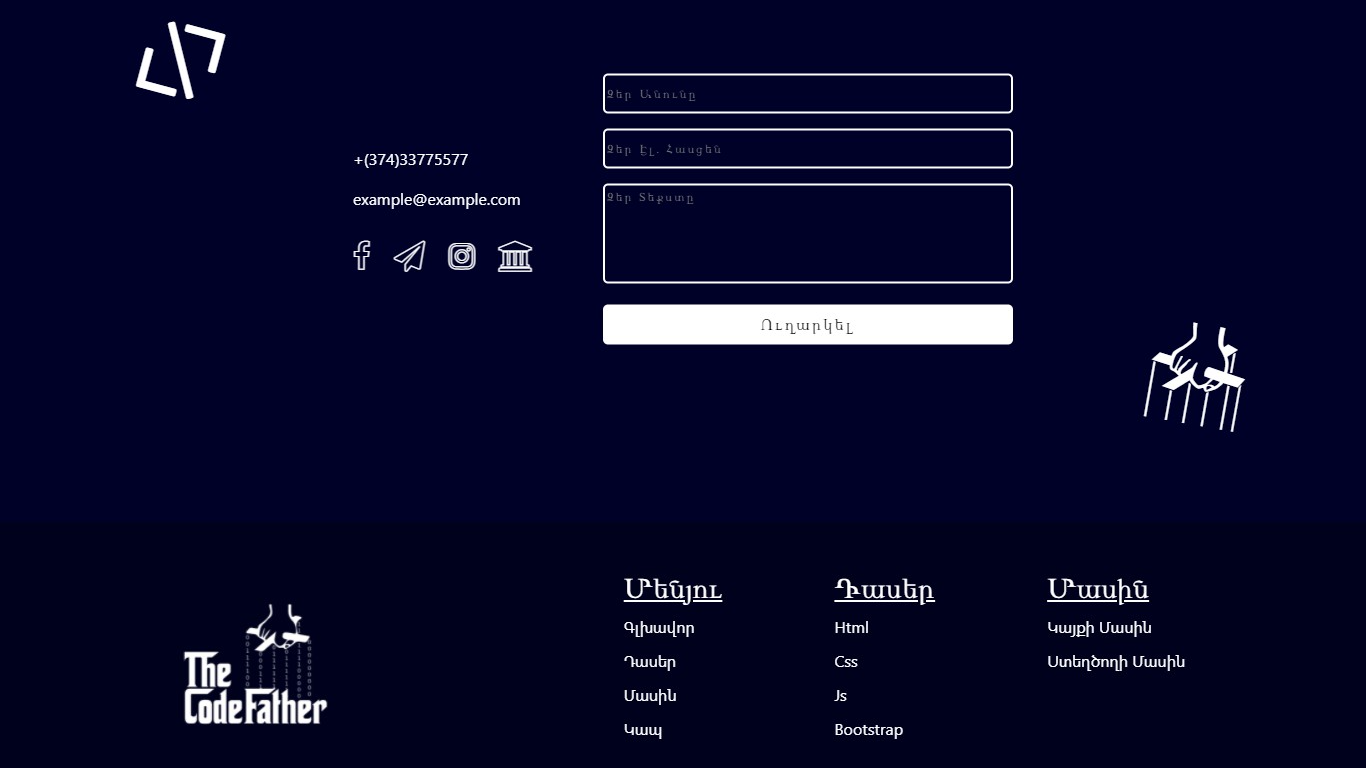 +(374)33775577
example@example.com
Ձեր Անունը
Ձեր Էլ. Հասցեն
Ձեր Տեքստը
Ուղարկել
The
CodeFather
Մենյու
Գլխավոր
Դասեր
Մասին
Կապ
Դասեր
Html
Css
Js
Bootstrap
Մասին
Կայքի Մասին
Ստեղծողի Մասին